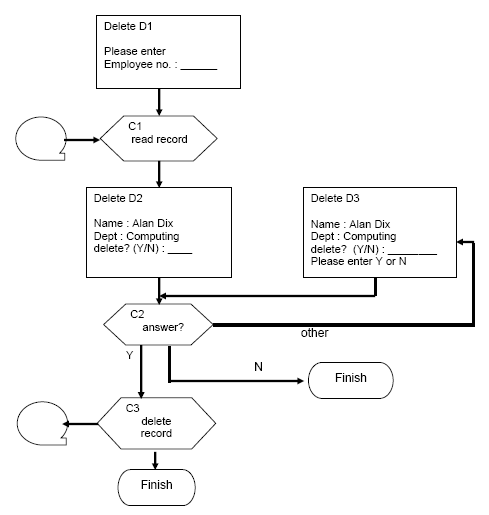 Delete D1
Please enter
Employee no. : ______
C1
read record
Delete D2
Name : Alan Dix
Dept : Computing
delete? (Y/N) : ____
Delete D3
Name : Alan Dix
Dept : Computing
delete? (Y/N) : ________
Please enter Y or N
C2
answer?
other
Y
N
Finish
C3
delete
record
Finish